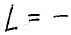 L = -